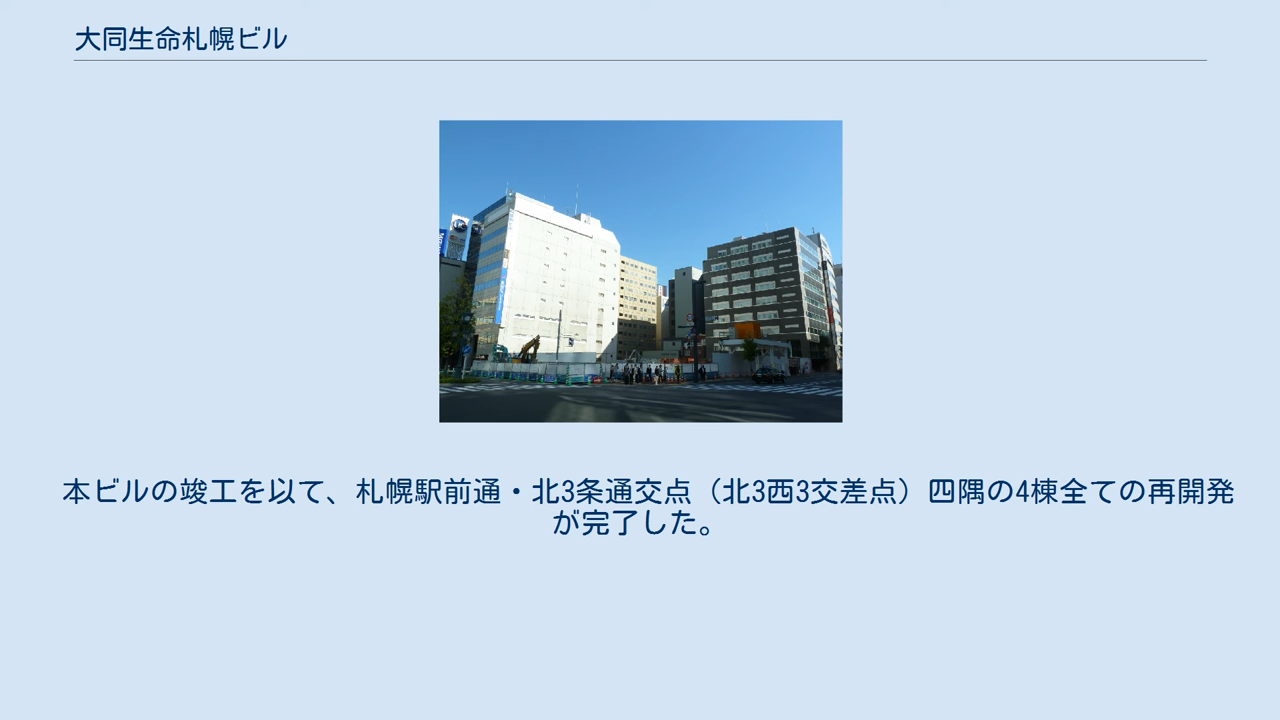 大同生命札幌ビル
本ビルの竣工を以て、札幌駅前通・北3条通交点（北3西3交差点）四隅の4棟全ての再開発
が完了した。